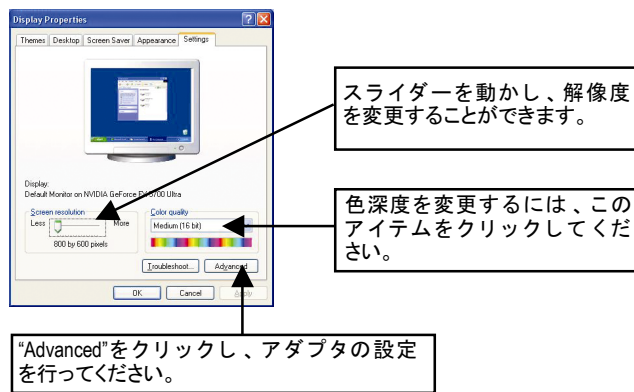 Display Properties
Themes Desktop Screen Saver Appearance Settings
Display:
Default Monitor on NVIDIA GeForce 5700 Ultra
Screen resolution
Less More
800 by 600 pixels
Color quality
Medium (16 bit)
Troubleshoot... Advanced
OK Cancel Apply
スライダーを動かし、解像度
を変更することができます。
色深度を変更するには、この
アイテムをクリックしてくだ
さい。
“Advanced”をクリックし、アダプタの設定
を行ってください。